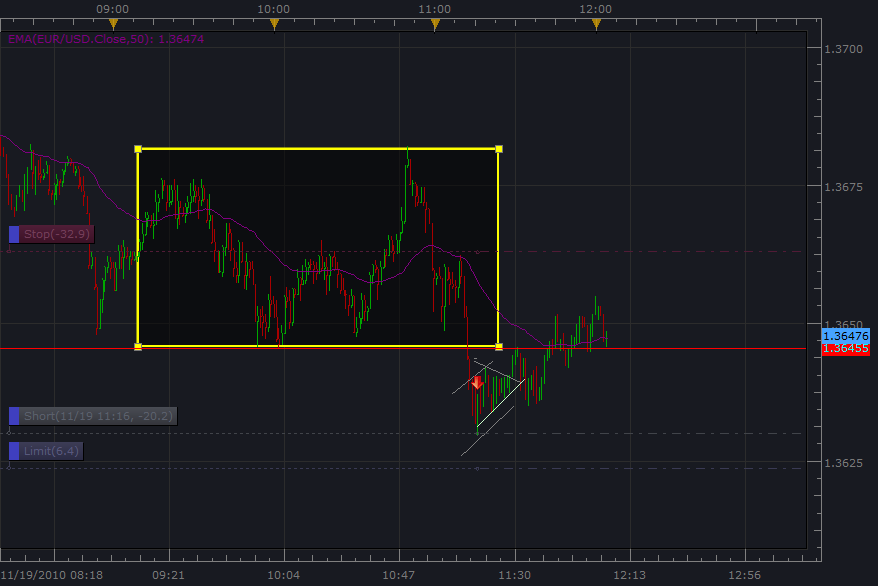 09:00 10:00 11:00 12:00
EMA(EUR/USD.Close,50): 1.36474
1.3700
1.3675
Stop(-32.9)
1.3650
1.36476
1.36455
Short(11/19 11:16, -20.2)
Limit(6.4)
1.3625
11/19/2010 08:18 09:21 10:04 10:47 11:30 12:13 12:56